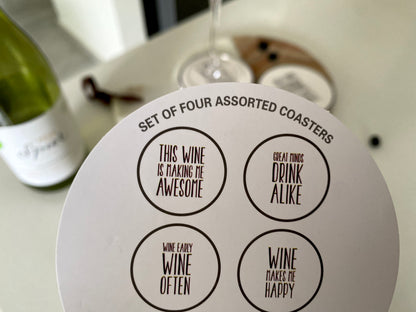 SET OF FOUR ASSORTED COASTERS
THIS WINE
IS MAKING ME
AWESOME
GREAT MINDS
DRINK
ALIKE
WINE EARLY
WINE
OFTEN
WINE
MAKES ME
HAPPY